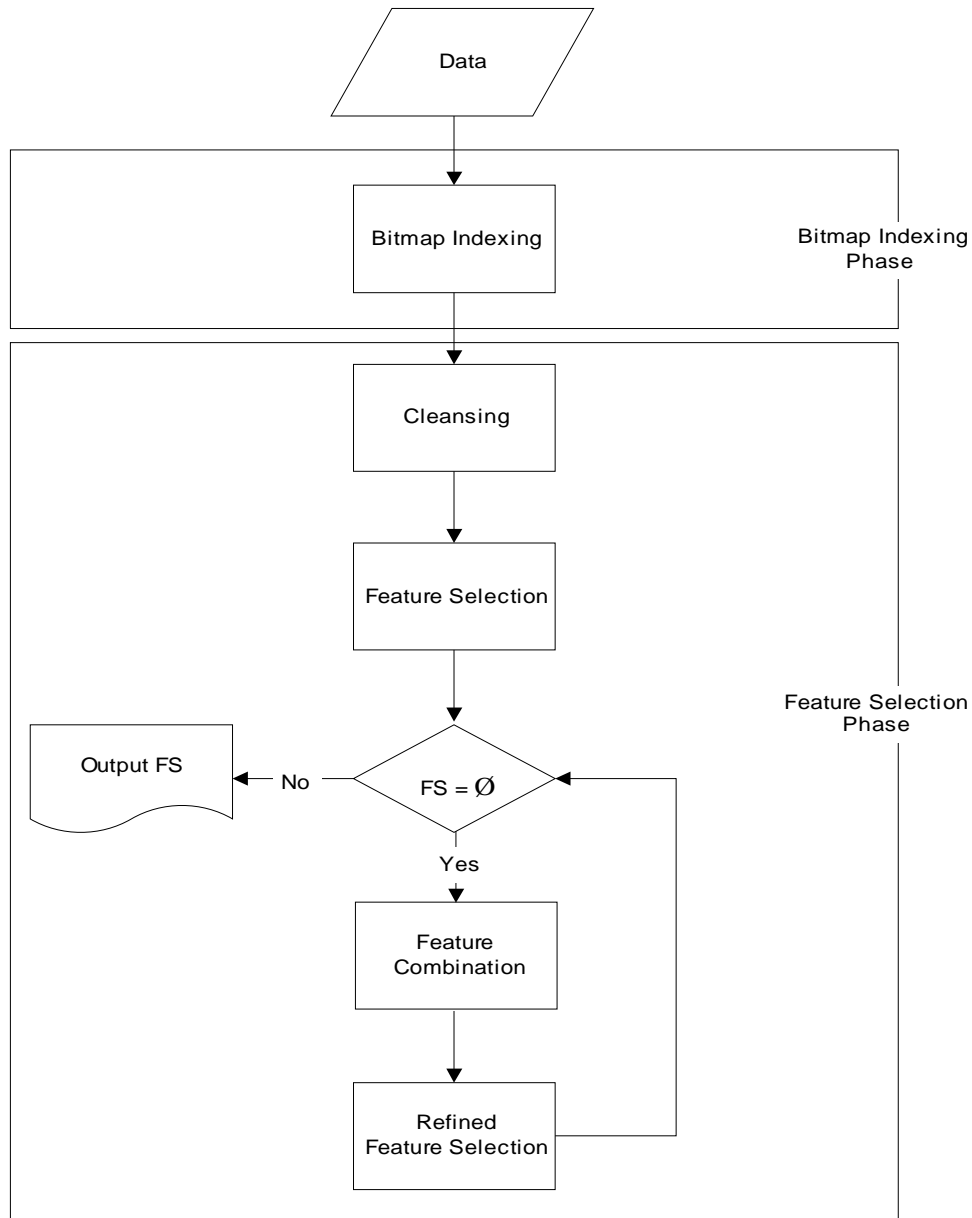 Data
Bitmap Indexing
Bitmap Indexing
Phase
Cleansing
Feature Selection
Feature Selection
Phase
Output FS
No
FS = Ø
Yes
Feature
Combination
Refined
Feature Selection